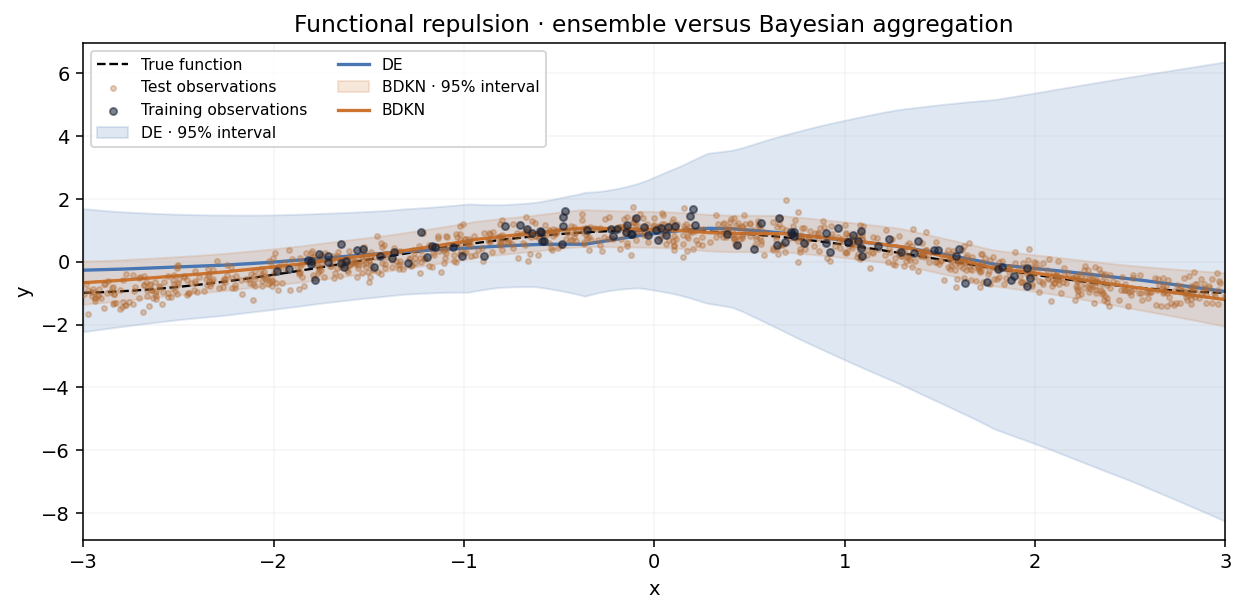 Functional repulsion · ensemble versus Bayesian aggregation
True function
Test observations
Training observations
DE · 95% interval
DE
BDKN · 95% interval
BDKN
6
4
2
0
−2
−4
−6
−8
y
−3
−2
−1
0
1
2
3
x